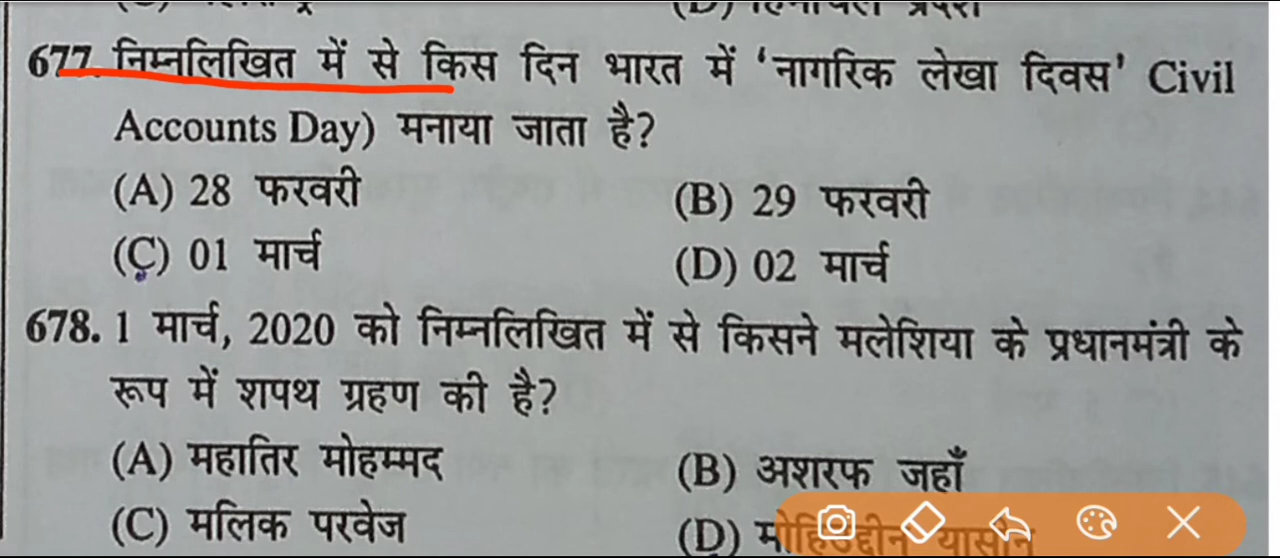 677. निम्नलिखित में से किस दिन भारत में ‘नागरिक लेखा दिवस’ Civil
Accounts Day) मनाया जाता है?
(A) 28 फरवरी
(B) 29 फरवरी
(C) 01 मार्च
(D) 02 मार्च
678. 1 मार्च, 2020 को निम्नलिखित में से किसने मलेशिया के प्रधानमंत्री के
रूप में शपथ ग्रहण की है?
(A) महातिर मोहम्मद
(B) अशरफ जहाँ
(C) मलिक परवेज
(D) मोहिउद्दीन यासीन